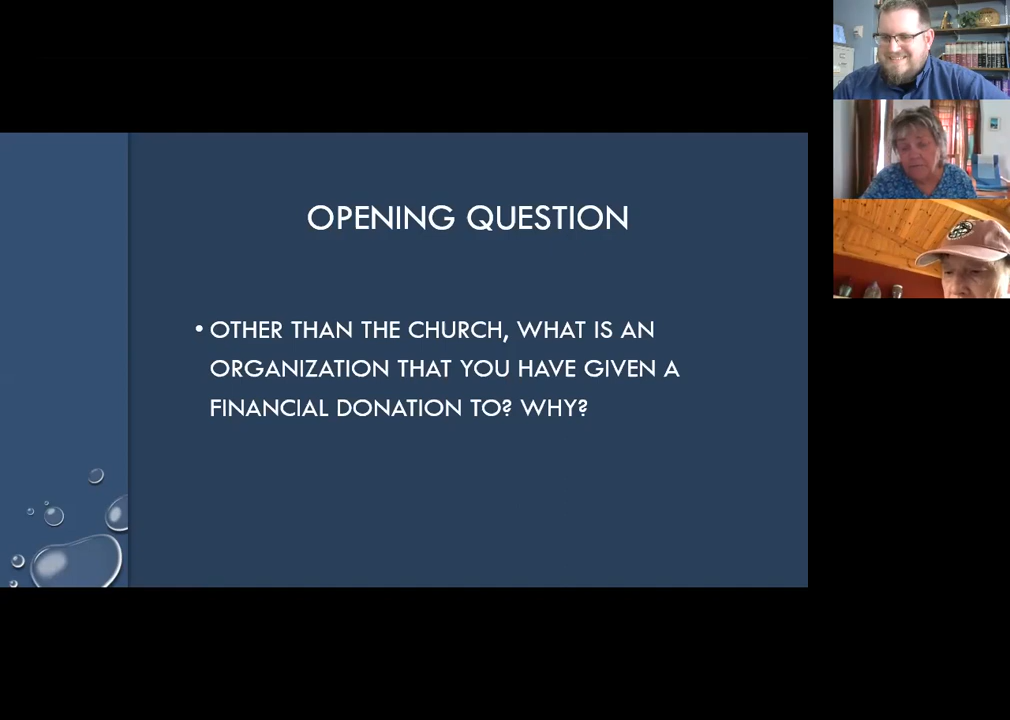 OPENING QUESTION
• OTHER THAN THE CHURCH, WHAT IS AN
ORGANIZATION THAT YOU HAVE GIVEN A
FINANCIAL DONATION TO? WHY?